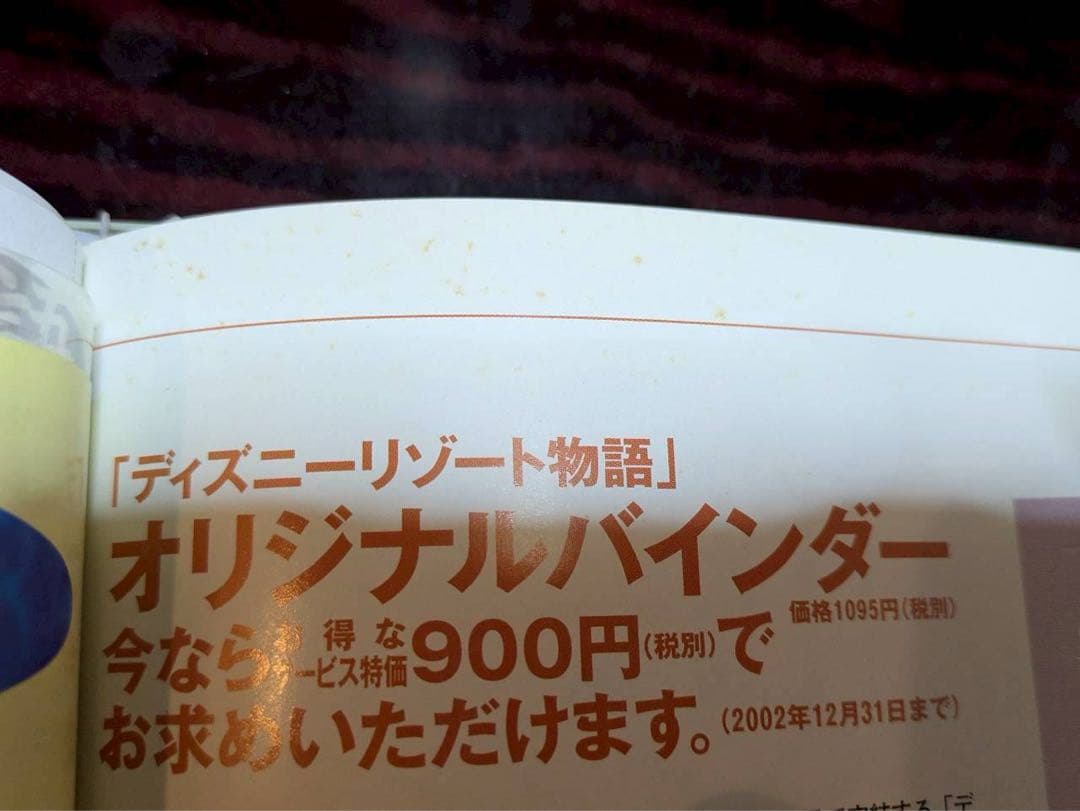 「ディズニーリゾート物語」
オリジナルバインダー
価格1095円(税別)
今なら 得な
ービス特価900円(税別)で
お求めいただけます。(2002年12月31日まで)